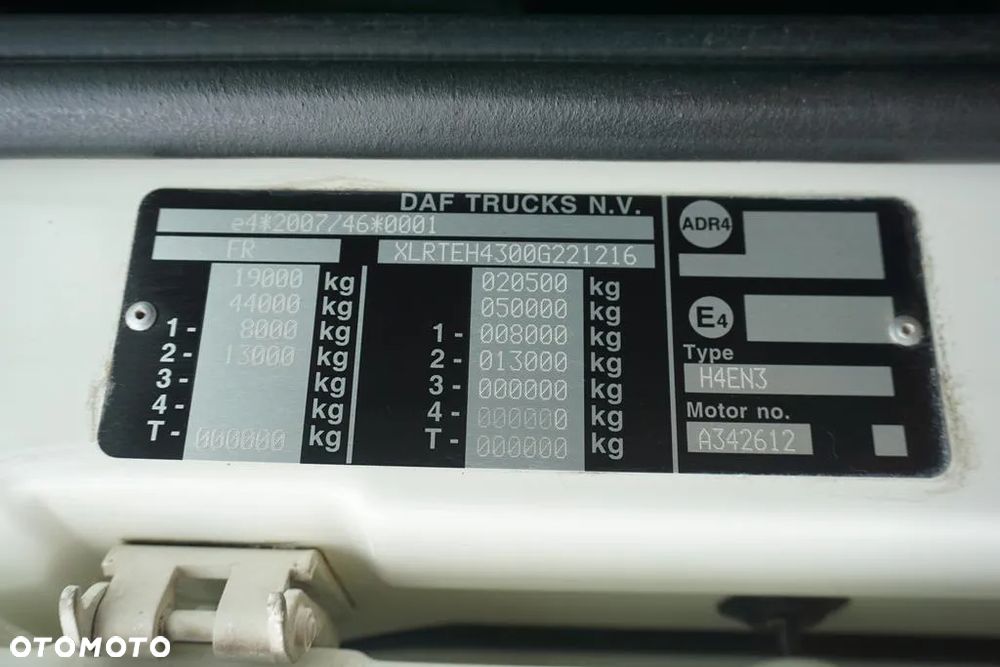 DAF TRUCKS N.V.
e4*2007/46*0001
FR XLRTEH4300G221216
19000 kg 020500 kg
44000 kg 050000 kg
1- 8000 kg 1- 008000 kg
2- 13000 kg 2- 013000 kg
3- kg 3- 000000 kg
4- kg 4- 000000 kg
T- 000000 kg T- 000000 kg
ADR4
E4
Type
H4EN3
Motor no.
A342612
OTOMOTO